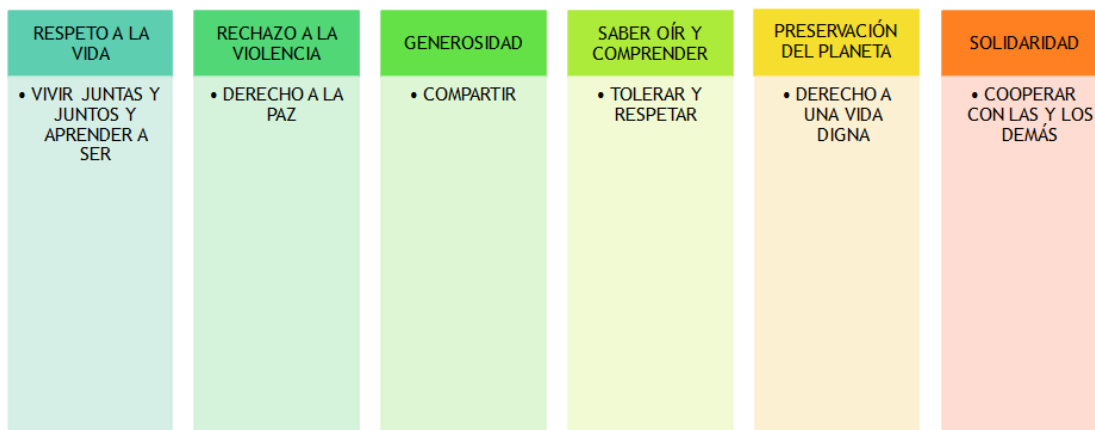 RESPETO A LA
VIDA
• VIVIR JUNTAS Y
JUNTOS Y
APRENDER A
SER
RECHAZO A LA
VIOLENCIA
• DERECHO A LA
PAZ
GENEROSIDAD
• COMPARTIR
SABER OÍR Y
COMPRENDER
• TOLERAR Y
RESPETAR
PRESERVACIÓN
DEL PLANETA
• DERECHO A
UNA VIDA
DIGNA
SOLIDARIDAD
• COOPERAR
CON LAS Y LOS
DEMÁS